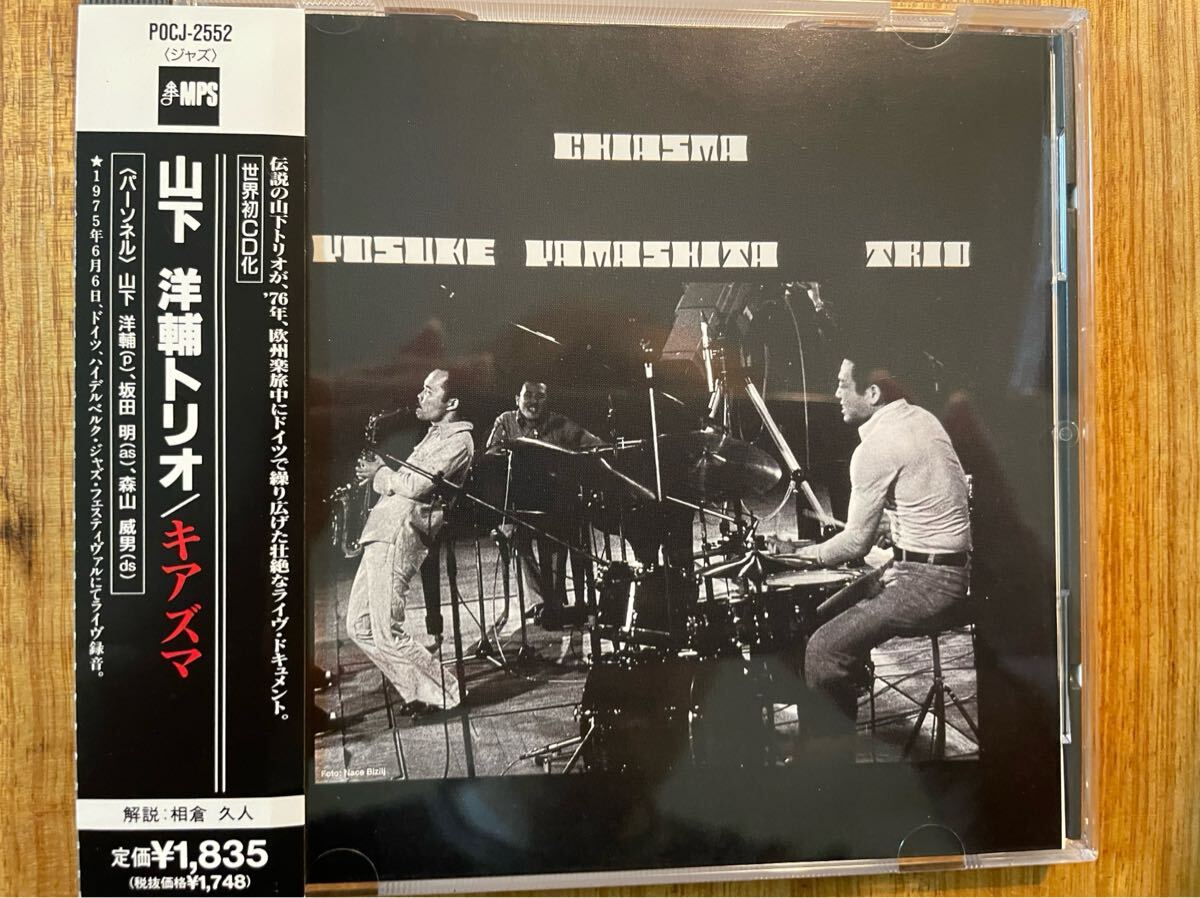 POCJ-2552
〈ジャズ〉
MPS
伝説の山下トリオが、'76年、欧州楽旅中にドイツで繰り広げた壮絶なライヴ・ドキュメント。
世界初CD化
山下 洋輔トリオ/キアズマ
〈パーソネル〉山下 洋輔(p)、坂田 明(as)、森山 威男(ds)
★1975年6月6日、ドイツ、ハイデルベルク・ジャズ・フェスティヴァルにてライヴ録音。
解説:相倉 久人
定価¥1,835
(税抜価格¥1,748)
CHIASMA
YOSUKE YAMASHITA TRIO
Foto: Nace Bizilj